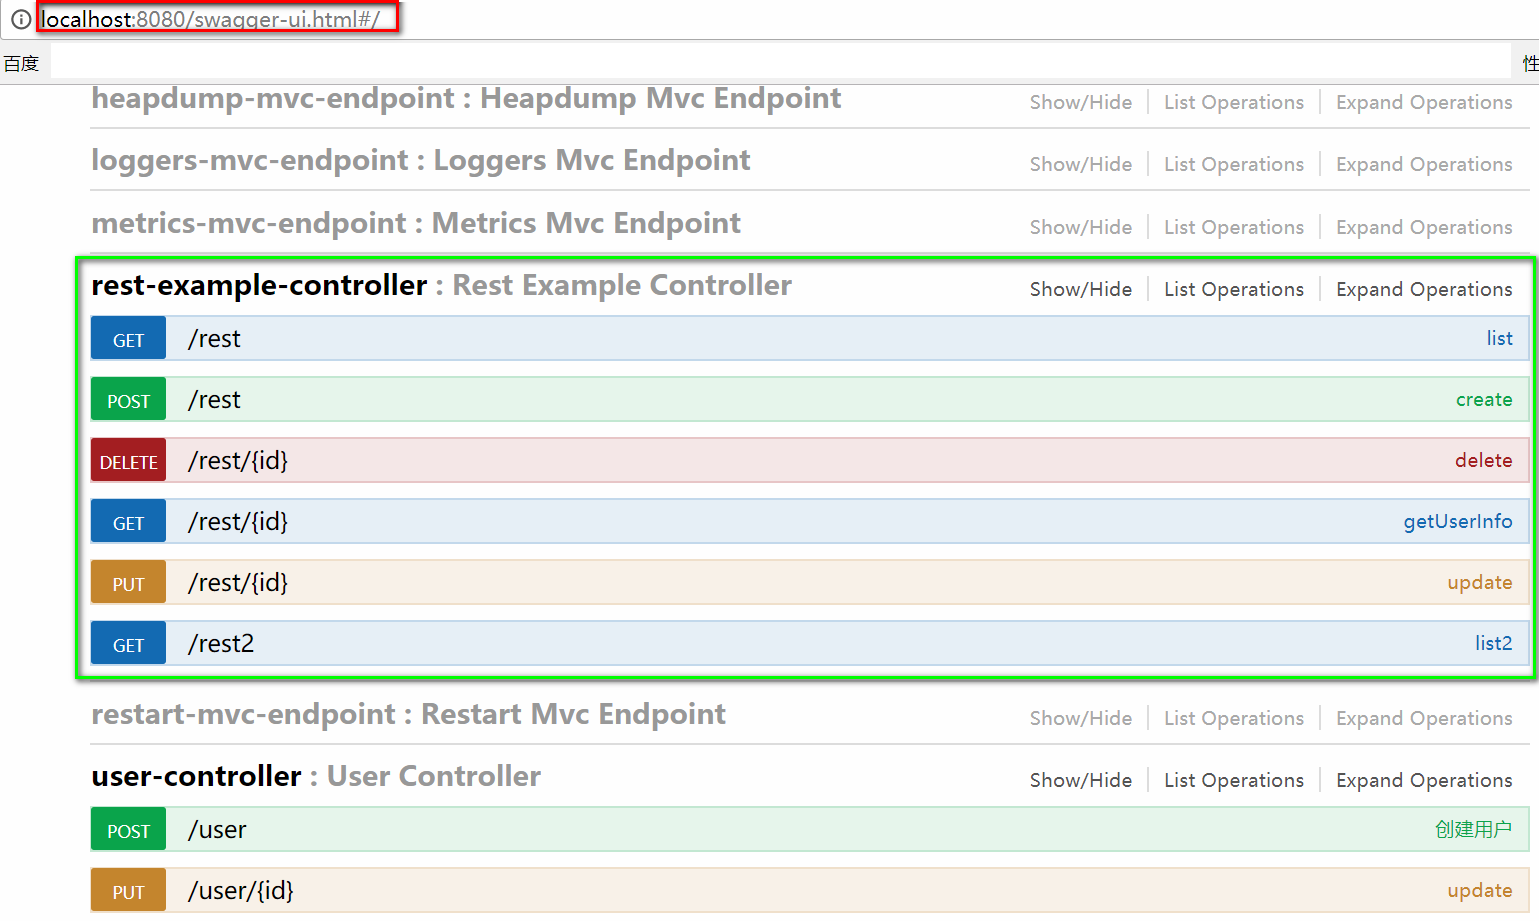 localhost:8080/swagger-ui.html#/
百度 性
heapdump-mvc-endpoint : Heapdump Mvc Endpoint Show/Hide List Operations Expand Operations
loggers-mvc-endpoint : Loggers Mvc Endpoint Show/Hide List Operations Expand Operations
metrics-mvc-endpoint : Metrics Mvc Endpoint Show/Hide List Operations Expand Operations
rest-example-controller : Rest Example Controller Show/Hide List Operations Expand Operations
GET /rest list
POST /rest create
DELETE /rest/{id} delete
GET /rest/{id} getUserInfo
PUT /rest/{id} update
GET /rest2 list2
restart-mvc-endpoint : Restart Mvc Endpoint Show/Hide List Operations Expand Operations
user-controller : User Controller Show/Hide List Operations Expand Operations
POST /user 创建用户
PUT /user/{id} update